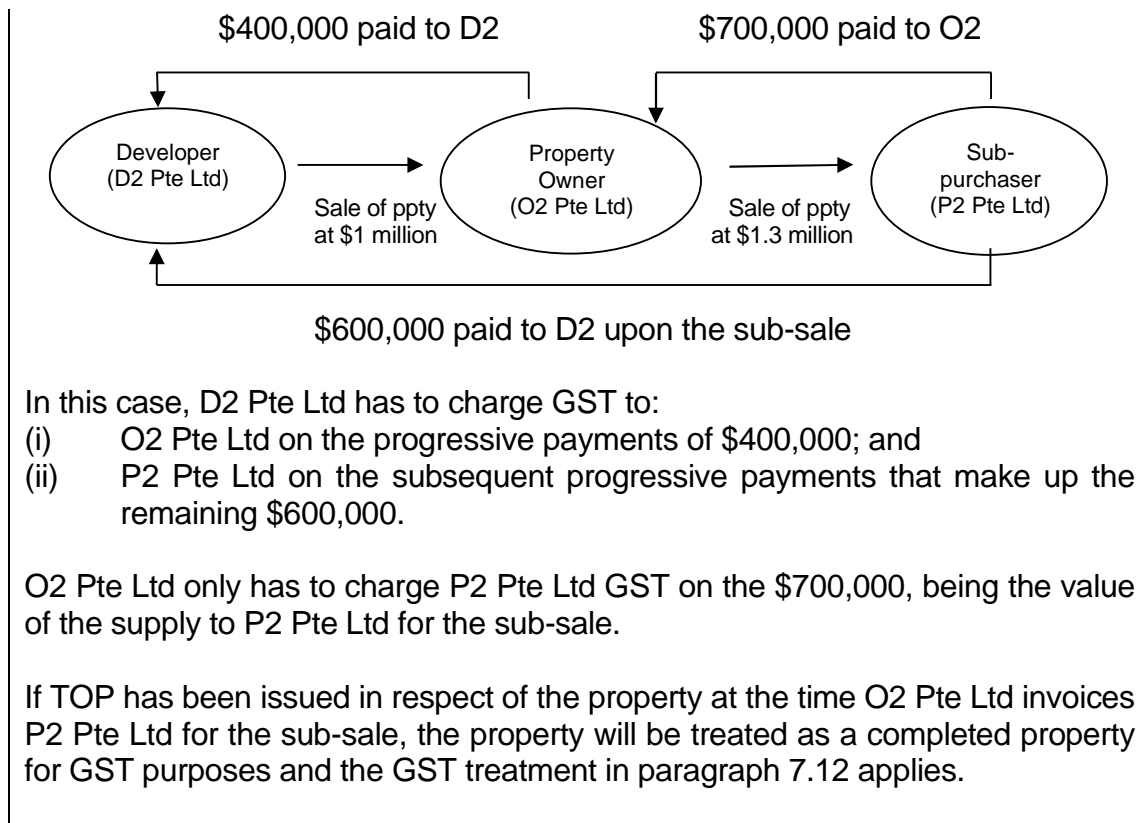 $400,000 paid to D2
$700,000 paid to O2
Developer
(D2 Pte Ltd)
Sale of ppty
at $1 million
Property
Owner
(O2 Pte Ltd)
Sale of ppty
at $1.3 million
Sub-
purchaser
(P2 Pte Ltd)
$600,000 paid to D2 upon the sub-sale
In this case, D2 Pte Ltd has to charge GST to:
(i) O2 Pte Ltd on the progressive payments of $400,000; and
(ii) P2 Pte Ltd on the subsequent progressive payments that make up the
remaining $600,000.
O2 Pte Ltd only has to charge P2 Pte Ltd GST on the $700,000, being the value
of the supply to P2 Pte Ltd for the sub-sale.
If TOP has been issued in respect of the property at the time O2 Pte Ltd invoices
P2 Pte Ltd for the sub-sale, the property will be treated as a completed property
for GST purposes and the GST treatment in paragraph 7.12 applies.